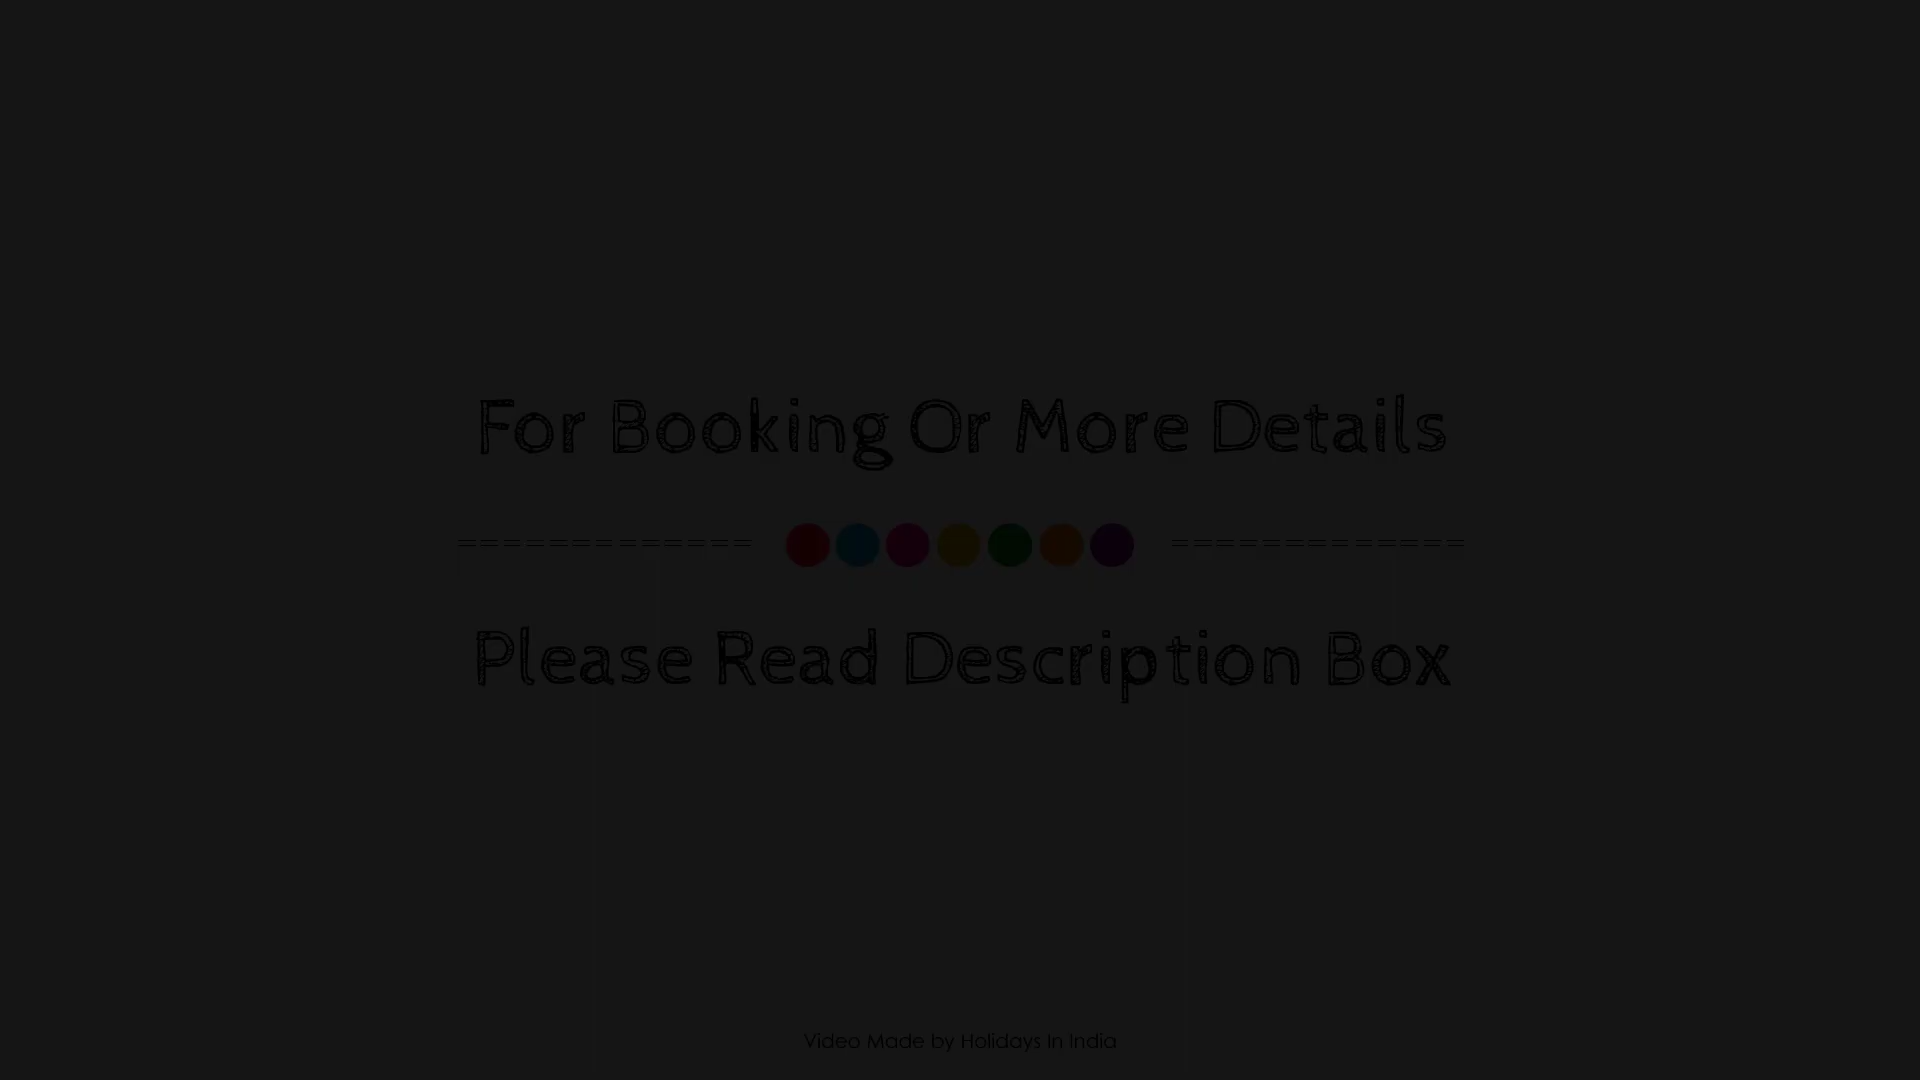 For Booking Or More Details
============= =============
Please Read Description Box
Video Made by Holidays In India